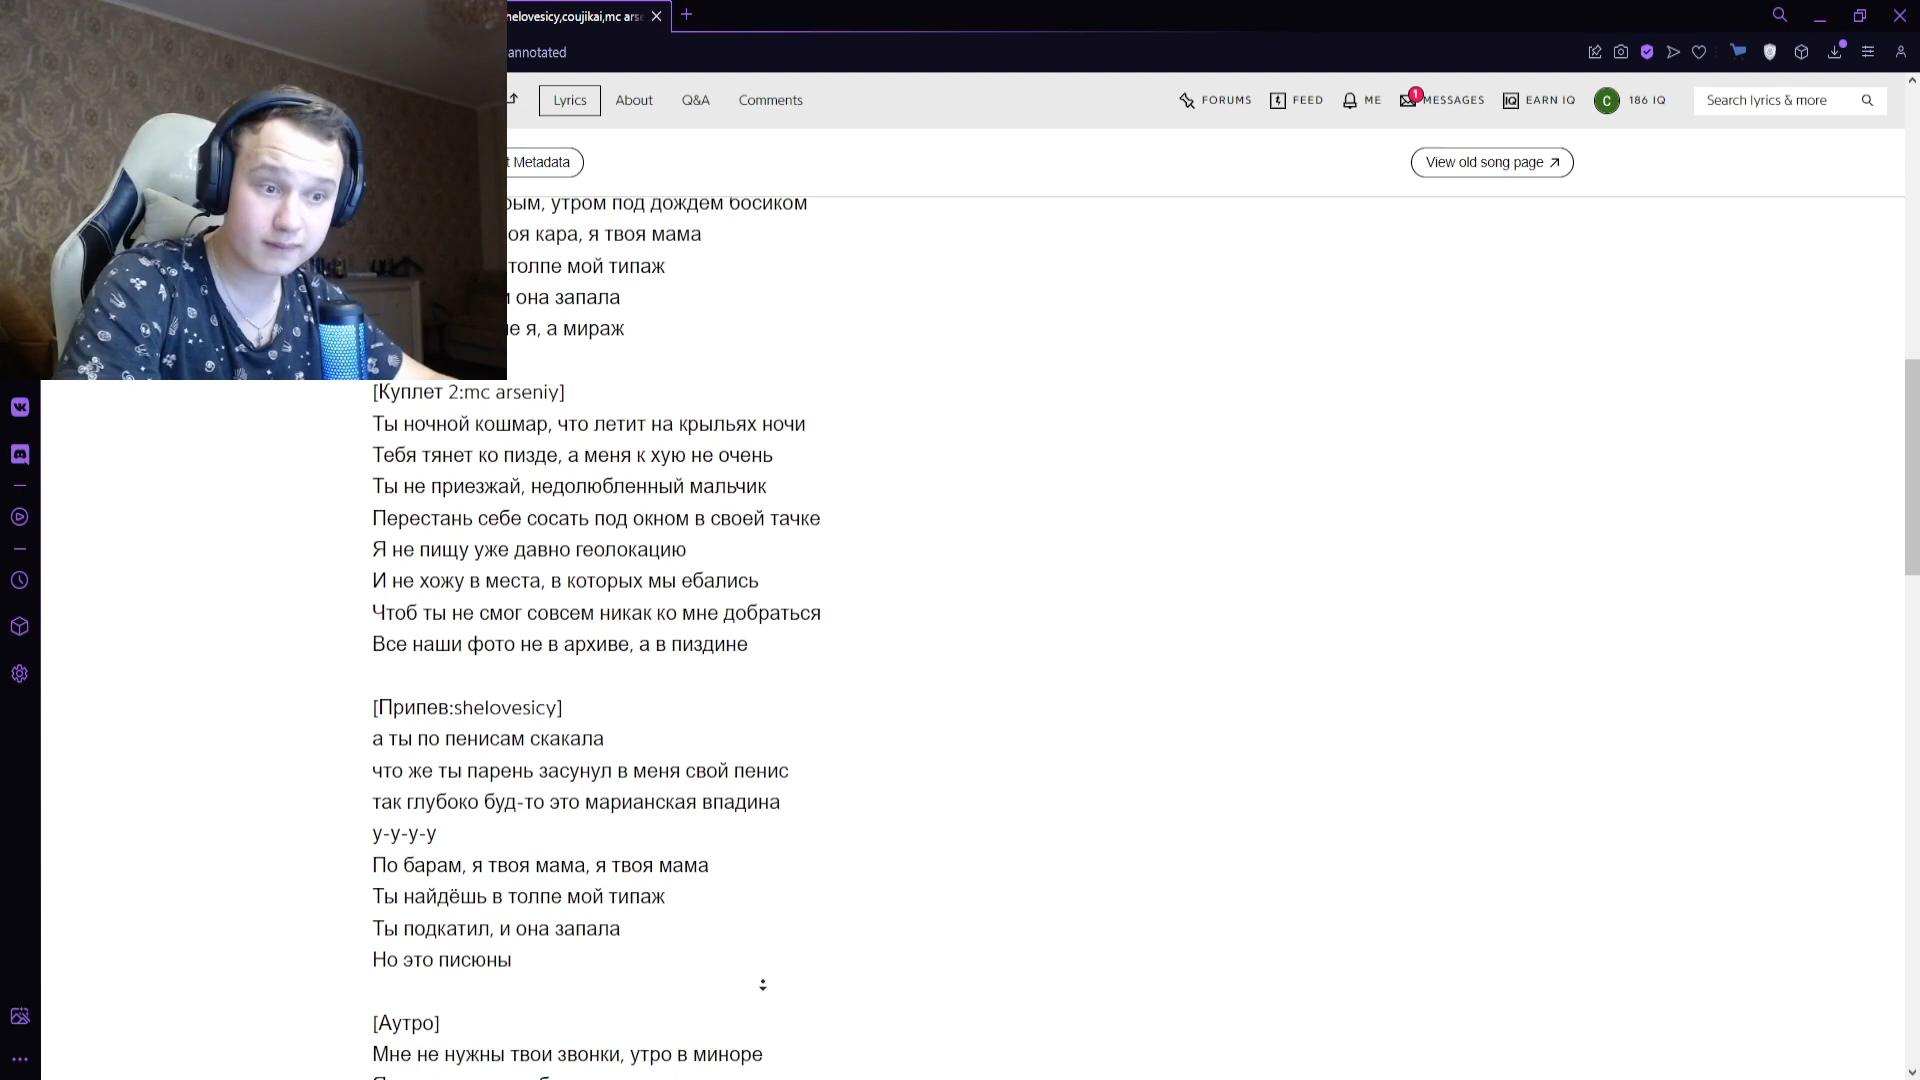 helovesicy,coujikai,mc ars
annotated
Lyrics About Q&A Comments
FORUMS FEED ME 1 MESSAGES IQ EARN IQ C 186 IQ Search lyrics & more
t Metadata View old song page
рым, утром под дождём босиком
оя кара, я твоя мама
толпе мой типаж
и она запала
не я, а мираж
[Куплет 2:mc arseniy]
Ты ночной кошмар, что летит на крыльях ночи
Тебя тянет ко пизде, а меня к хую не очень
Ты не приезжай, недолюбленный мальчик
Перестань себе сосать под окном в своей тачке
Я не пищу уже давно геолокацию
И не хожу в места, в которых мы ебались
Чтоб ты не смог совсем никак ко мне добраться
Все наши фото не в архиве, а в пиздине
[Припев:shelovesicy]
а ты по пенисам скакала
что же ты парень засунул в меня свой пенис
так глубоко буд-то это марианская впадина
у-у-у-у
По барам, я твоя мама, я твоя мама
Ты найдёшь в толпе мой типаж
Ты подкатил, и она запала
Но это писюны
[Аутро]
Мне не нужны твои звонки, утро в миноре